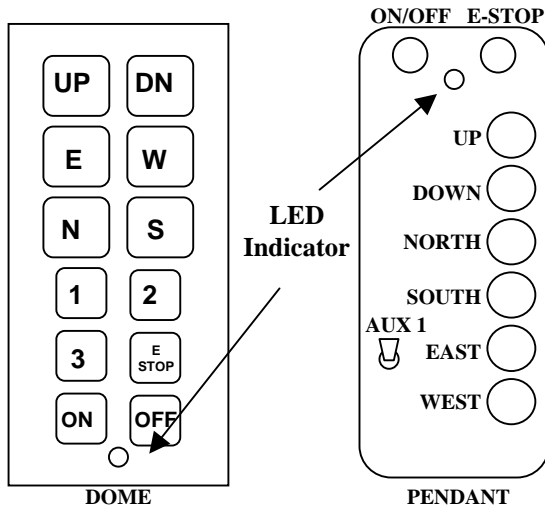 UP DN
E W
N S
1 2
3 E
STOP
ON OFF
DOME
LED
Indicator
ON/OFF E-STOP
UP
DOWN
NORTH
SOUTH
AUX 1
EAST
WEST
PENDANT